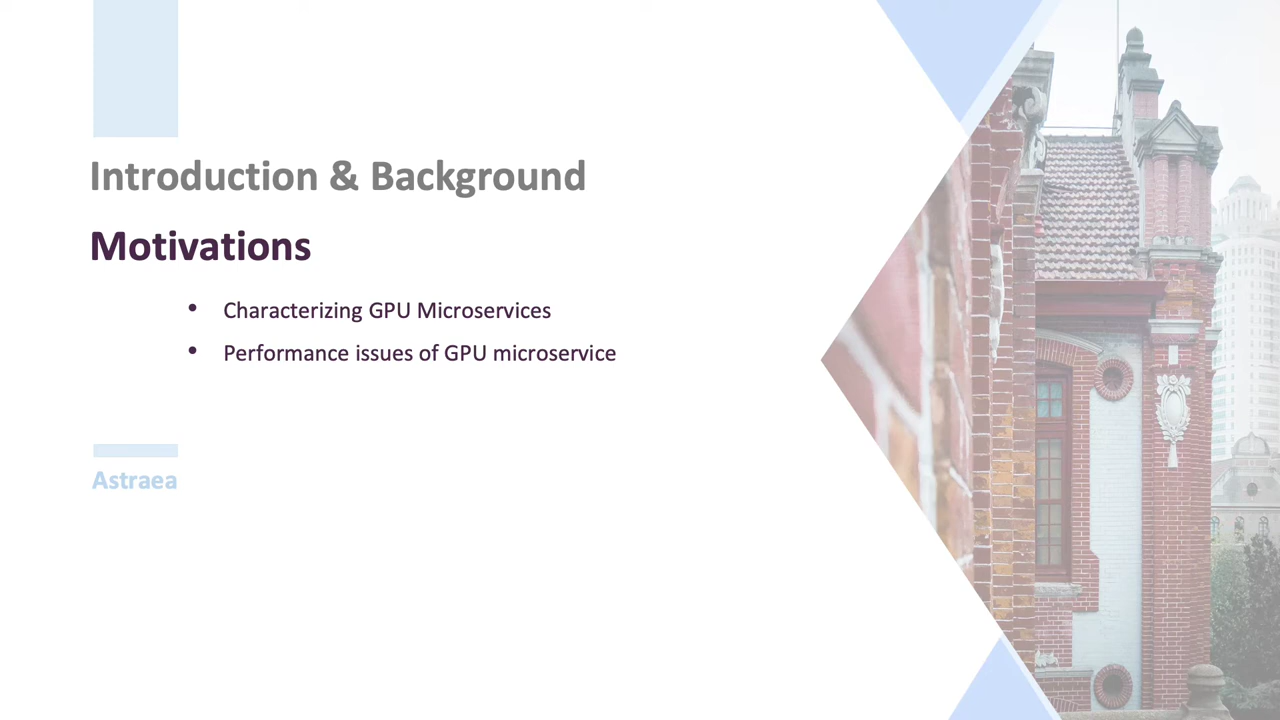 Introduction & Background
Motivations
• Characterizing GPU Microservices
• Performance issues of GPU microservice
Astraea